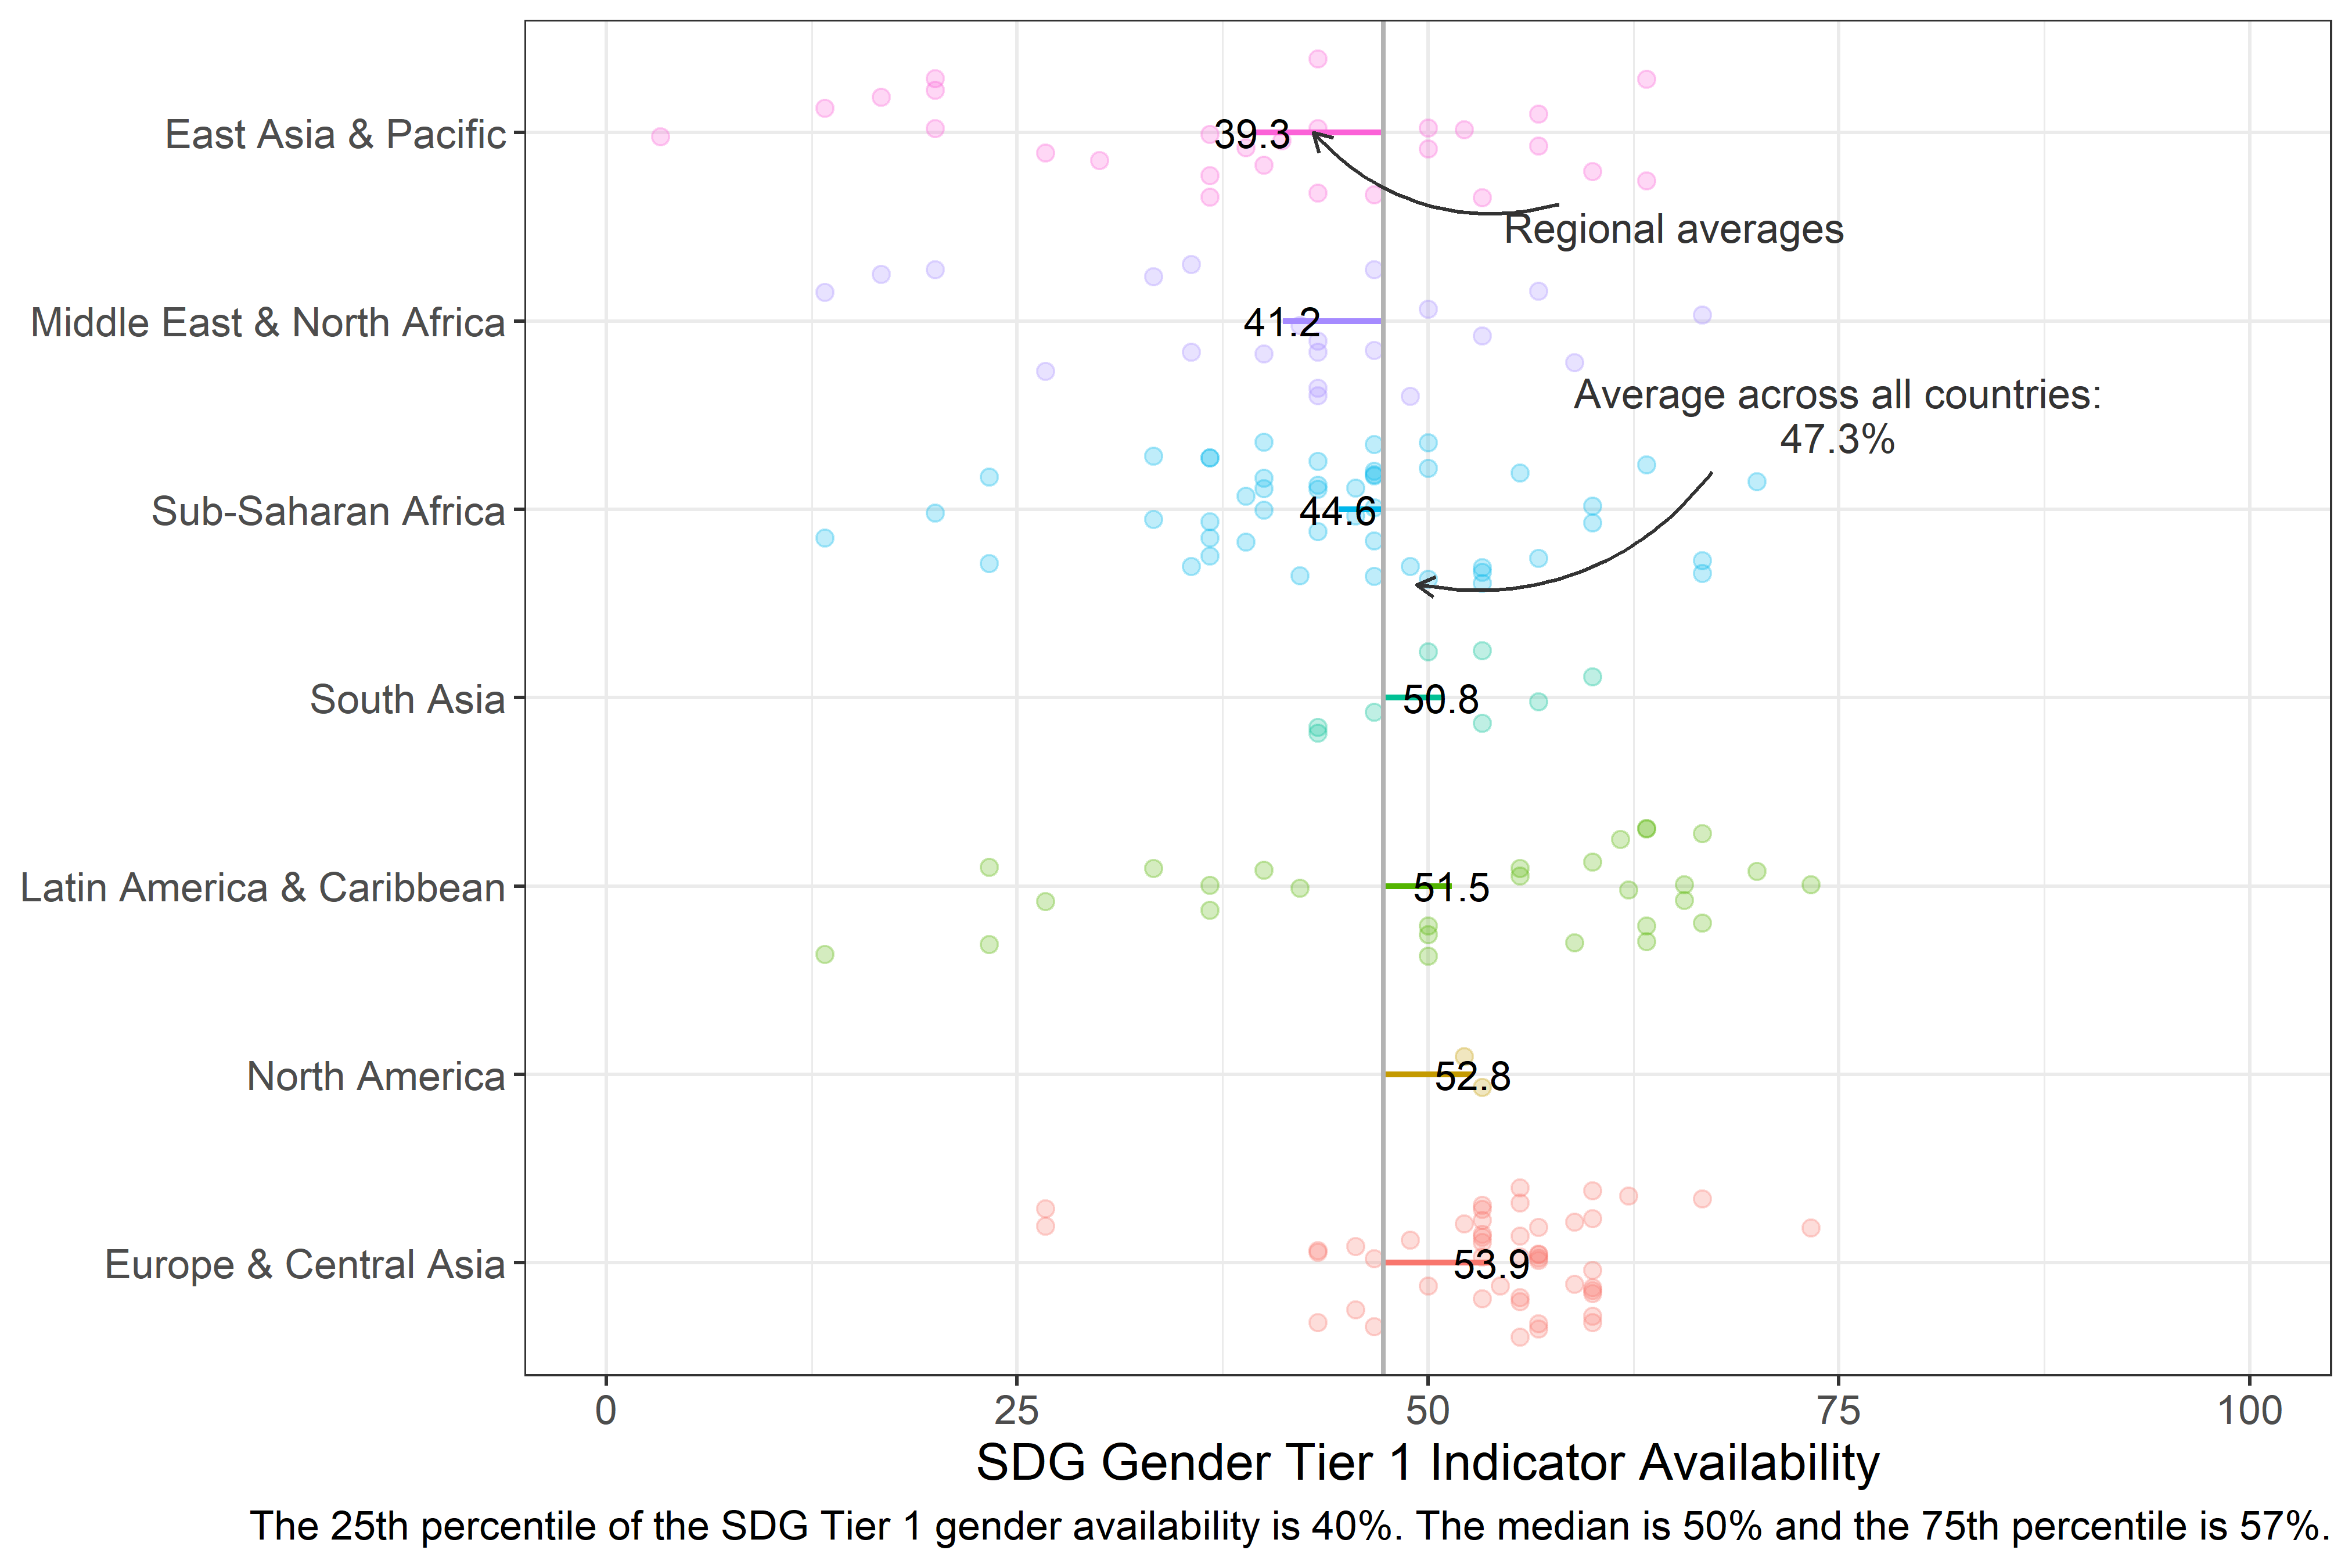 East Asia & Pacific
39.3
Regional averages
Middle East & North Africa
41.2
Average across all countries:
47.3%
Sub-Saharan Africa
44.6
South Asia
50.8
Latin America & Caribbean
51.5
North America
52.8
Europe & Central Asia
53.9
0 25 50 75 100
SDG Gender Tier 1 Indicator Availability
The 25th percentile of the SDG Tier 1 gender availability is 40%. The median is 50% and the 75th percentile is 57%.